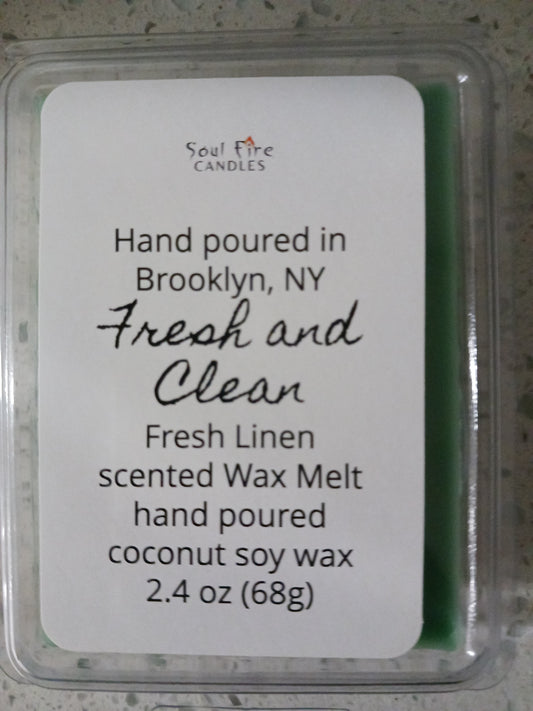 Soul Fire
CANDLES
Hand poured in
Brooklyn, NY
Fresh and
Clean
Fresh Linen
scented Wax Melt
hand poured
coconut soy wax
2.4 oz (68g)